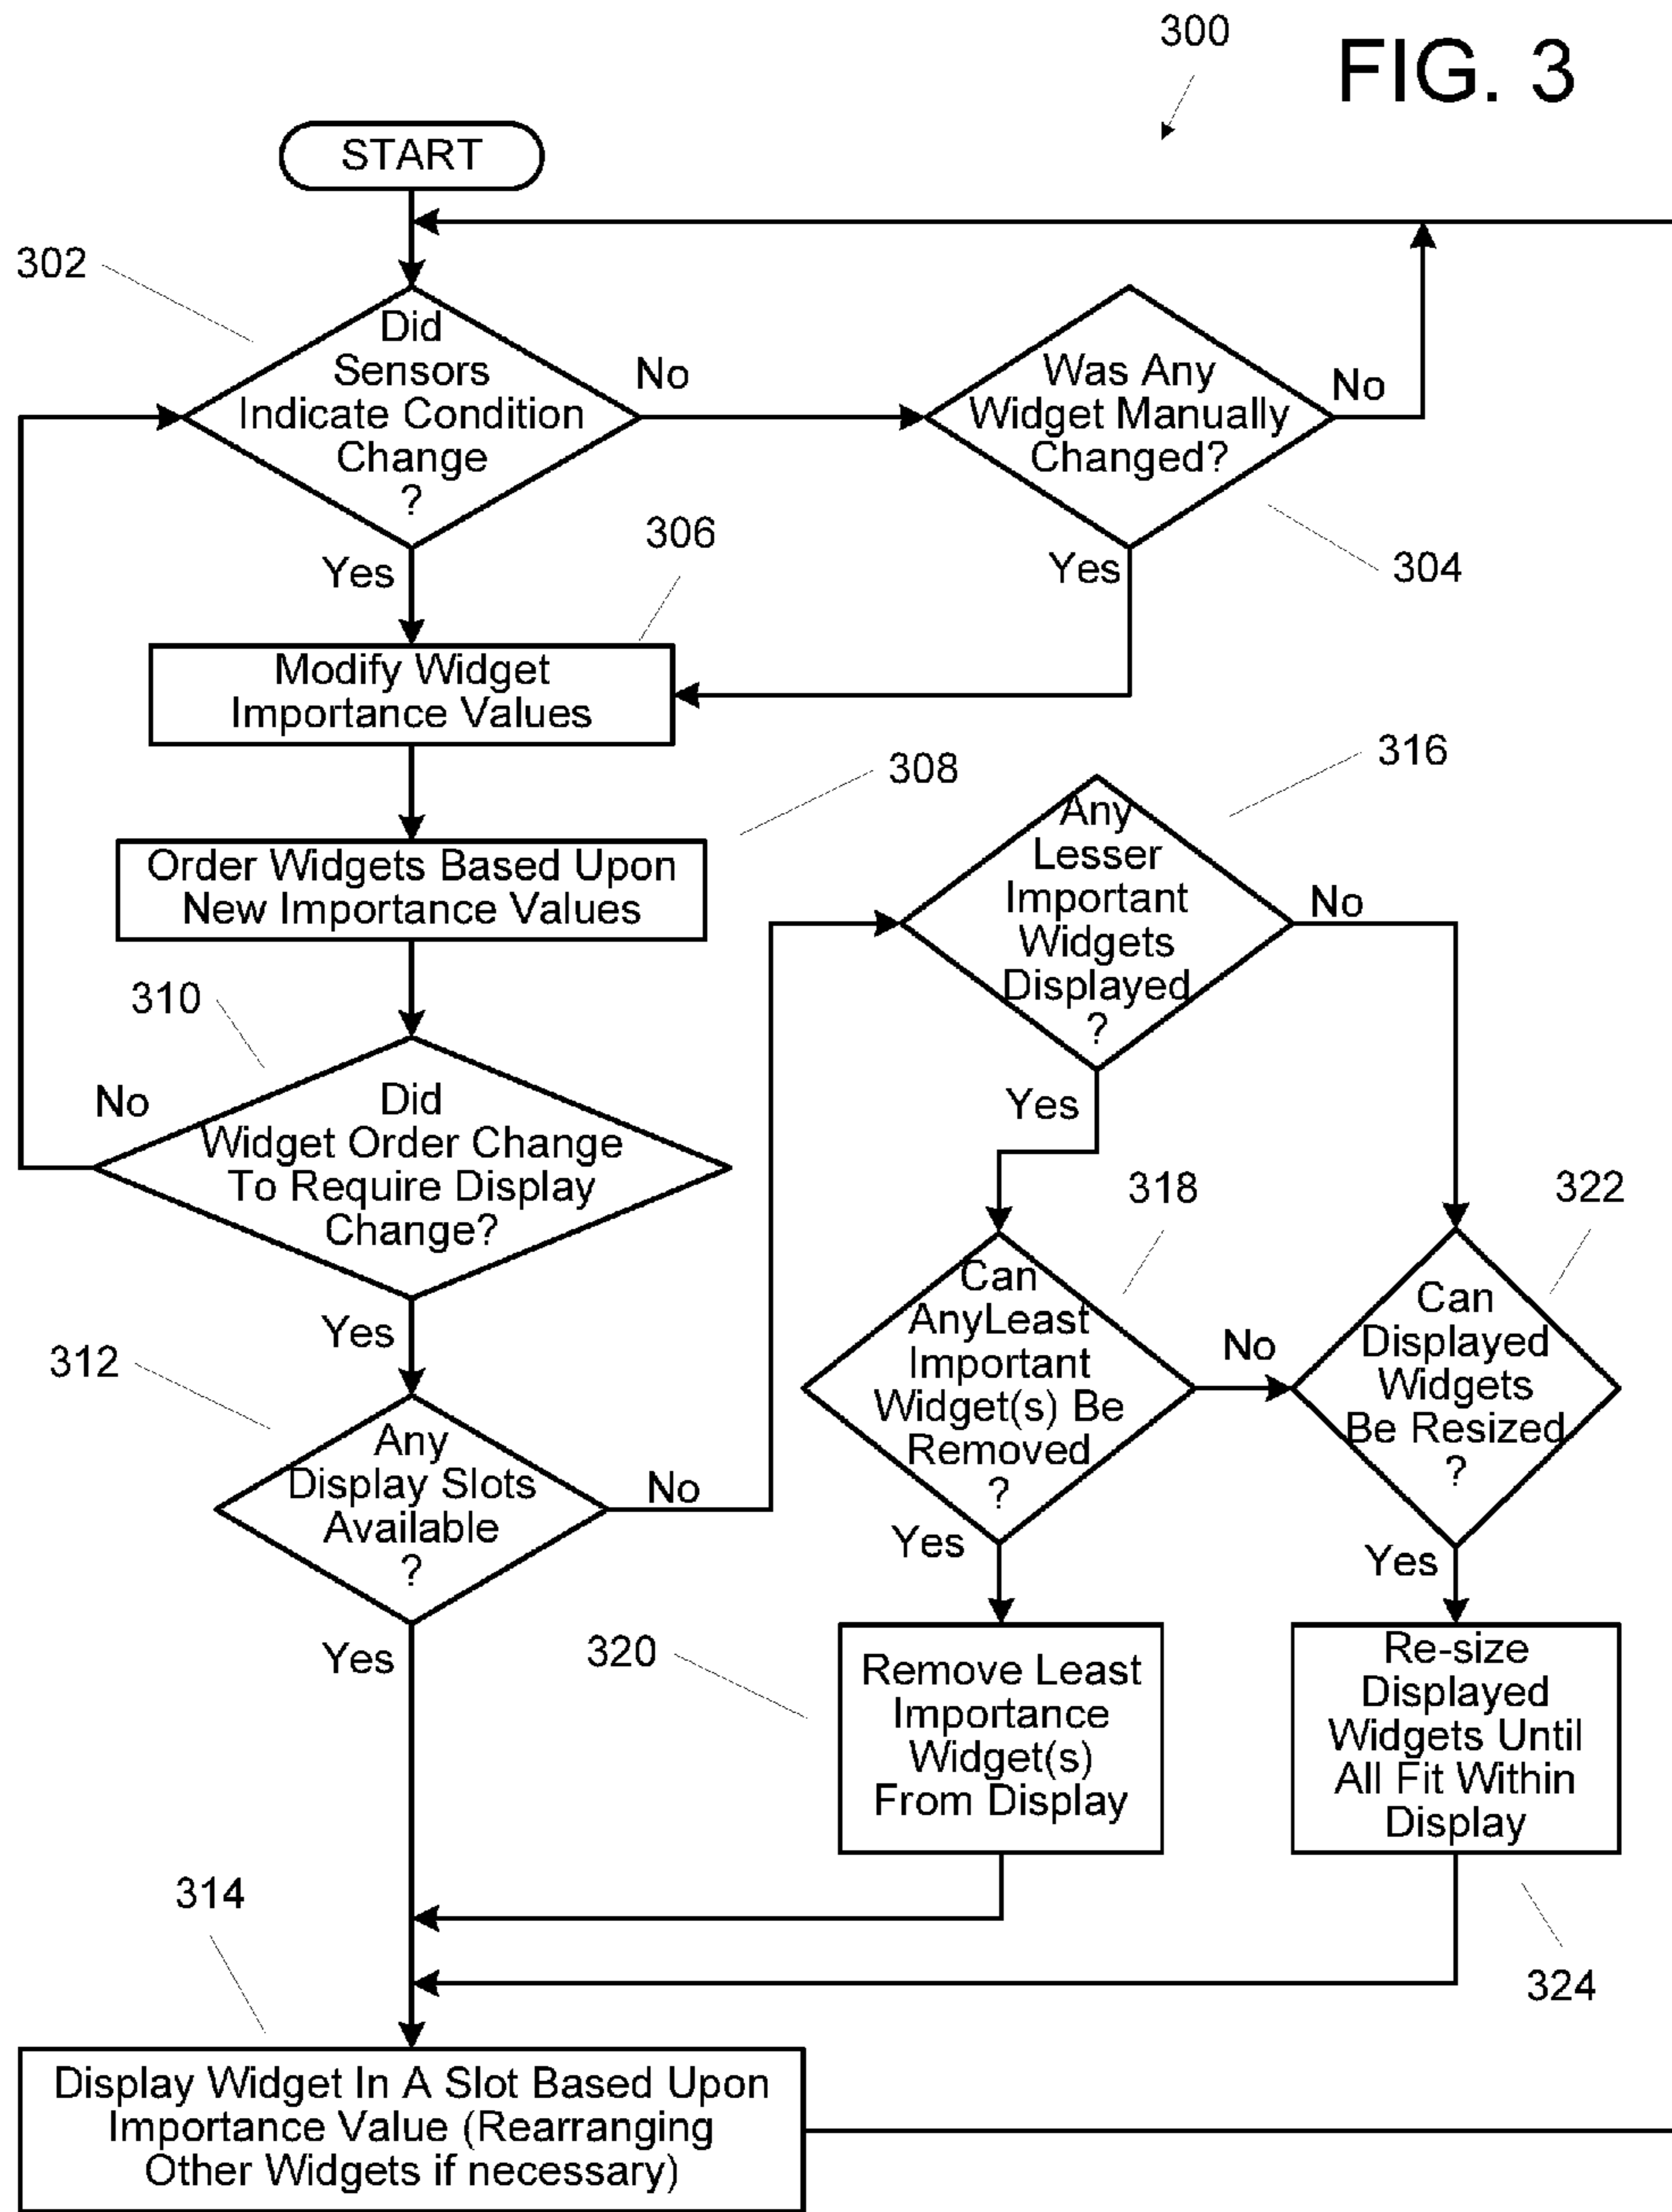 300
FIG. 3
START
302
Did
Sensors
Indicate Condition
Change
?
No
Was Any
Widget Manually
Changed?
No
Yes
306
Yes
304
Modify Widget
Importance Values
308
316
Order Widgets Based Upon
New Importance Values
Any
Lesser
Important
Widgets
Displayed
?
No
310
No
Did
Widget Order Change
To Require Display
Change?
Yes
318
322
Yes
312
Can
AnyLeast
Important
Widget(s) Be
Removed
?
No
Can
Displayed
Widgets
Be Resized
?
Any
Display Slots
Available
?
No
Yes
Yes
Yes
320
Remove Least
Importance
Widget(s)
From Display
Re-size
Displayed
Widgets Until
All Fit Within
Display
314
324
Display Widget In A Slot Based Upon
Importance Value (Rearranging
Other Widgets if necessary)